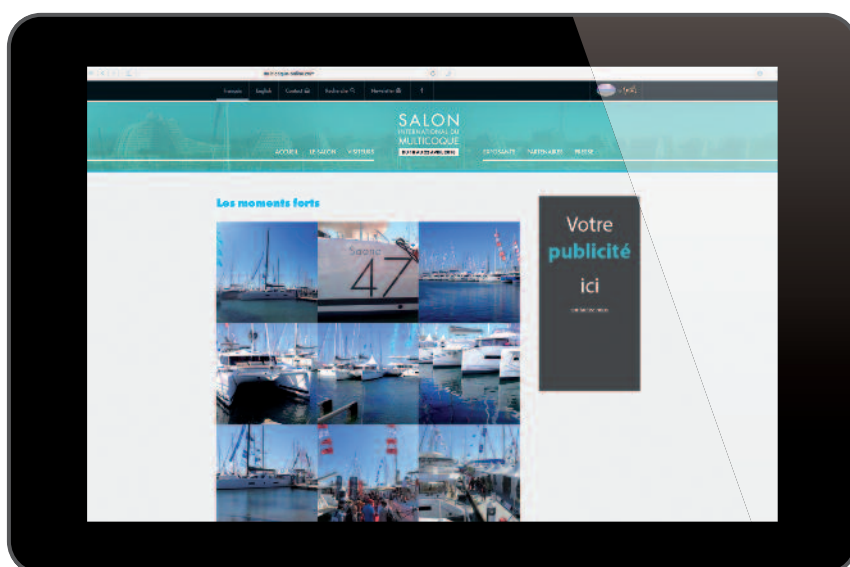 Français English Contact Recherche Newsletter f
SALON
INTERNATIONAL DU
MULTICOQUE
ACCUEIL LE SALON VISITEURS EXPOSANTS PARTENAIRES PRESSE
Les moments forts
Votre
publicité
ici
Saona
47